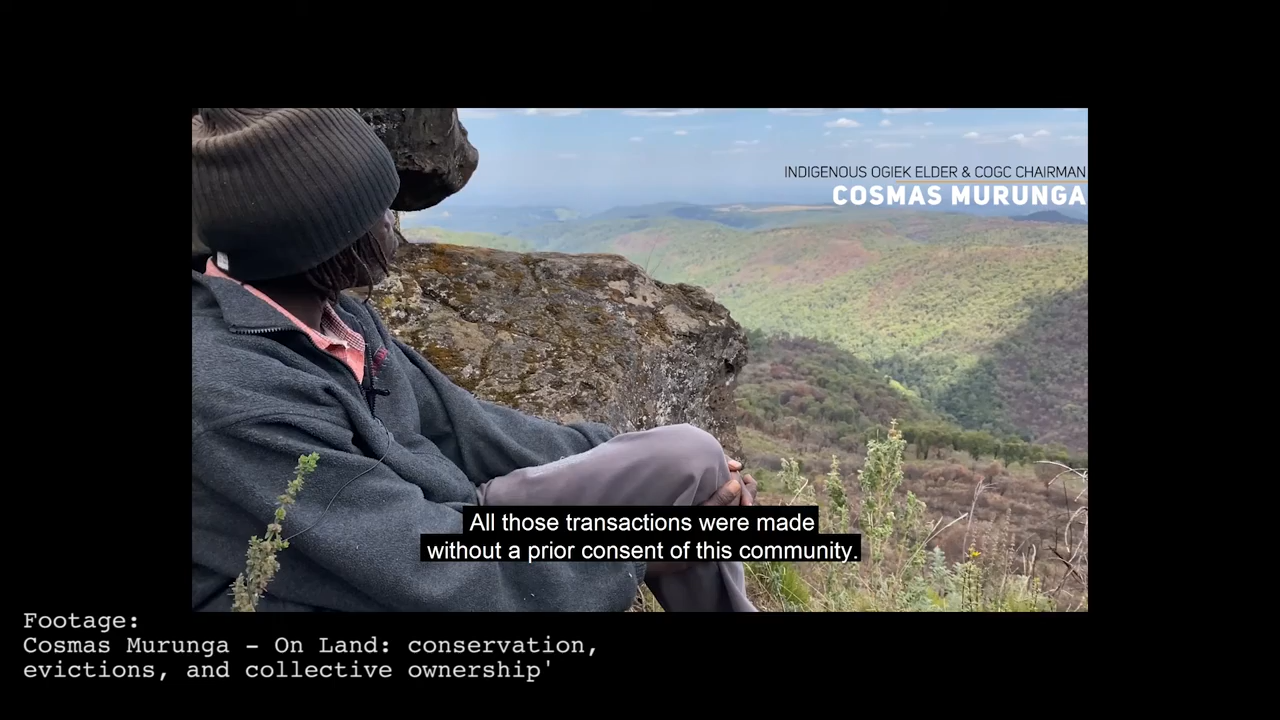 INDIGENOUS OGIEK ELDER & COGC CHAIRMAN
COSMAS MURUNGA
All those transactions were made
without a prior consent of this community.
Footage:
Cosmas Murunga – On Land: conservation,
evictions, and collective ownership'